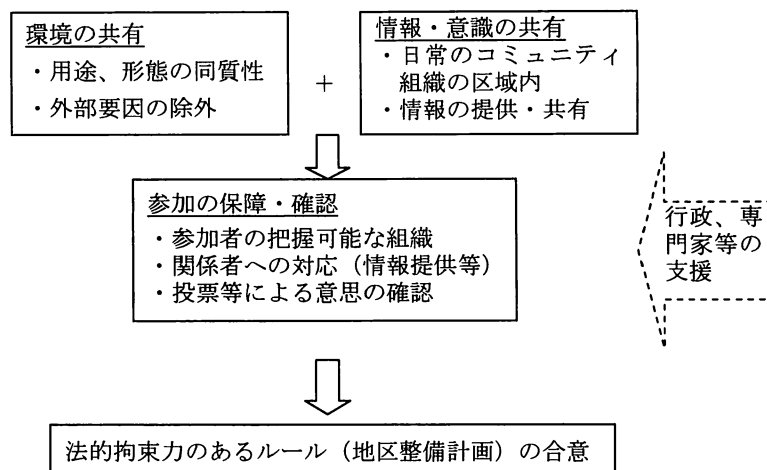 環境の共有
・用途、形態の同質性
・外部要因の除外
+
情報・意識の共有
・日常のコミュニティ
組織の区域内
・情報の提供・共有
参加の保障・確認
・参加者の把握可能な組織
・関係者への対応（情報提供等）
・投票等による意思の確認
行政、専
門家等の
支援
法的拘束力のあるルール（地区整備計画）の合意